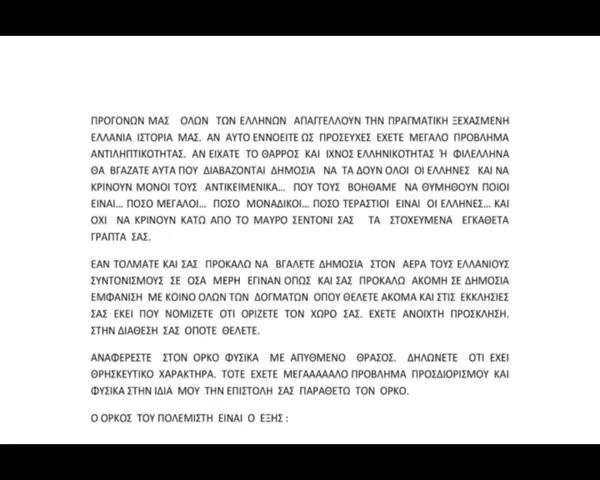 ΠΡΟΓΟΝΩΝ ΜΑΣ ΟΛΩΝ ΤΩΝ ΕΛΛΗΝΩΝ ΑΠΑΓΓΕΛΛΟΥΝ ΤΗΝ ΠΡΑΓΜΑΤΙΚΗ ΞΕΧΑΣΜΕΝΗ
ΕΛΛΑΝΙΑ ΙΣΤΟΡΙΑ ΜΑΣ. ΑΝ ΑΥΤΟ ΕΝΝΟΕΙΤΕ ΩΣ ΠΡΟΣΕΥΧΕΣ ΕΧΕΤΕ ΜΕΓΑΛΟ ΠΡΟΒΛΗΜΑ
ΑΝΤΙΛΗΠΤΙΚΟΤΗΤΑΣ. ΑΝ ΕΙΧΑΤΕ ΤΟ ΘΑΡΡΟΣ ΚΑΙ ΙΧΝΟΣ ΕΛΛΗΝΙΚΟΤΗΤΑΣ Ή ΦΙΛΕΛΛΗΝΑ
ΘΑ ΒΓΑΖΑΤΕ ΑΥΤΑ ΠΟΥ ΔΙΑΒΑΖΟΝΤΑΙ ΔΗΜΟΣΙΑ ΝΑ ΤΑ ΔΟΥΝ ΟΛΟΙ ΟΙ ΕΛΛΗΝΕΣ ΚΑΙ ΝΑ
ΚΡΙΝΟΥΝ ΜΟΝΟΙ ΤΟΥΣ ΑΝΤΙΚΕΙΜΕΝΙΚΑ... ΠΟΥ ΤΟΥΣ ΒΟΗΘΑΜΕ ΝΑ ΘΥΜΗΘΟΥΝ ΠΟΙΟΙ
ΕΙΝΑΙ... ΠΟΣΟ ΜΕΓΑΛΟΙ... ΠΟΣΟ ΜΟΝΑΔΙΚΟΙ... ΠΟΣΟ ΤΕΡΑΣΤΙΟΙ ΕΙΝΑΙ ΟΙ ΕΛΛΗΝΕΣ... ΚΑΙ
ΟΧΙ ΝΑ ΚΡΙΝΟΥΝ ΚΑΤΩ ΑΠΟ ΤΟ ΜΑΥΡΟ ΣΕΝΤΟΝΙ ΣΑΣ ΤΑ ΣΤΟΧΕΥΜΕΝΑ ΕΓΚΑΘΕΤΑ
ΓΡΑΠΤΑ ΣΑΣ.
ΕΑΝ ΤΟΛΜΑΤΕ ΚΑΙ ΣΑΣ ΠΡΟΚΑΛΩ ΝΑ ΒΓΑΛΕΤΕ ΔΗΜΟΣΙΑ ΣΤΟΝ ΑΕΡΑ ΤΟΥΣ ΕΛΛΑΝΙΟΥΣ
ΣΥΝΤΟΝΙΣΜΟΥΣ ΣΕ ΟΣΑ ΜΕΡΗ ΕΓΙΝΑΝ ΟΠΩΣ ΚΑΙ ΣΑΣ ΠΡΟΚΑΛΩ ΑΚΟΜΗ ΣΕ ΔΗΜΟΣΙΑ
ΕΜΦΑΝΙΣΗ ΜΕ ΚΟΙΝΟ ΟΛΩΝ ΤΩΝ ΔΟΓΜΑΤΩΝ ΟΠΟΥ ΘΕΛΕΤΕ ΑΚΟΜΑ ΚΑΙ ΣΤΙΣ ΕΚΚΛΗΣΙΕΣ
ΣΑΣ ΕΚΕΙ ΠΟΥ ΝΟΜΙΖΕΤΕ ΟΤΙ ΟΡΙΖΕΤΕ ΤΟΝ ΧΩΡΟ ΣΑΣ. ΕΧΕΤΕ ΑΝΟΙΧΤΗ ΠΡΟΣΚΛΗΣΗ.
ΣΤΗΝ ΔΙΑΘΕΣΗ ΣΑΣ ΟΠΟΤΕ ΘΕΛΕΤΕ.
ΑΝΑΦΕΡΕΣΤΕ ΣΤΟΝ ΟΡΚΟ ΦΥΣΙΚΑ ΜΕ ΑΠΥΘΜΕΝΟ ΘΡΑΣΟΣ. ΔΗΛΩΝΕΤΕ ΟΤΙ ΕΧΕΙ
ΘΡΗΣΚΕΥΤΙΚΟ ΧΑΡΑΚΤΗΡΑ. ΤΟΤΕ ΕΧΕΤΕ ΜΕΓΑΑΑΑΑΛΟ ΠΡΟΒΛΗΜΑ ΠΡΟΣΔΙΟΡΙΣΜΟΥ ΚΑΙ
ΦΥΣΙΚΑ ΣΤΗΝ ΙΔΙΑ ΜΟΥ ΤΗΝ ΕΠΙΣΤΟΛΗ ΣΑΣ ΠΑΡΑΘΕΤΩ ΤΟΝ ΟΡΚΟ.
Ο ΟΡΚΟΣ ΤΟΥ ΠΟΛΕΜΙΣΤΗ ΕΙΝΑΙ Ο ΕΞΗΣ :